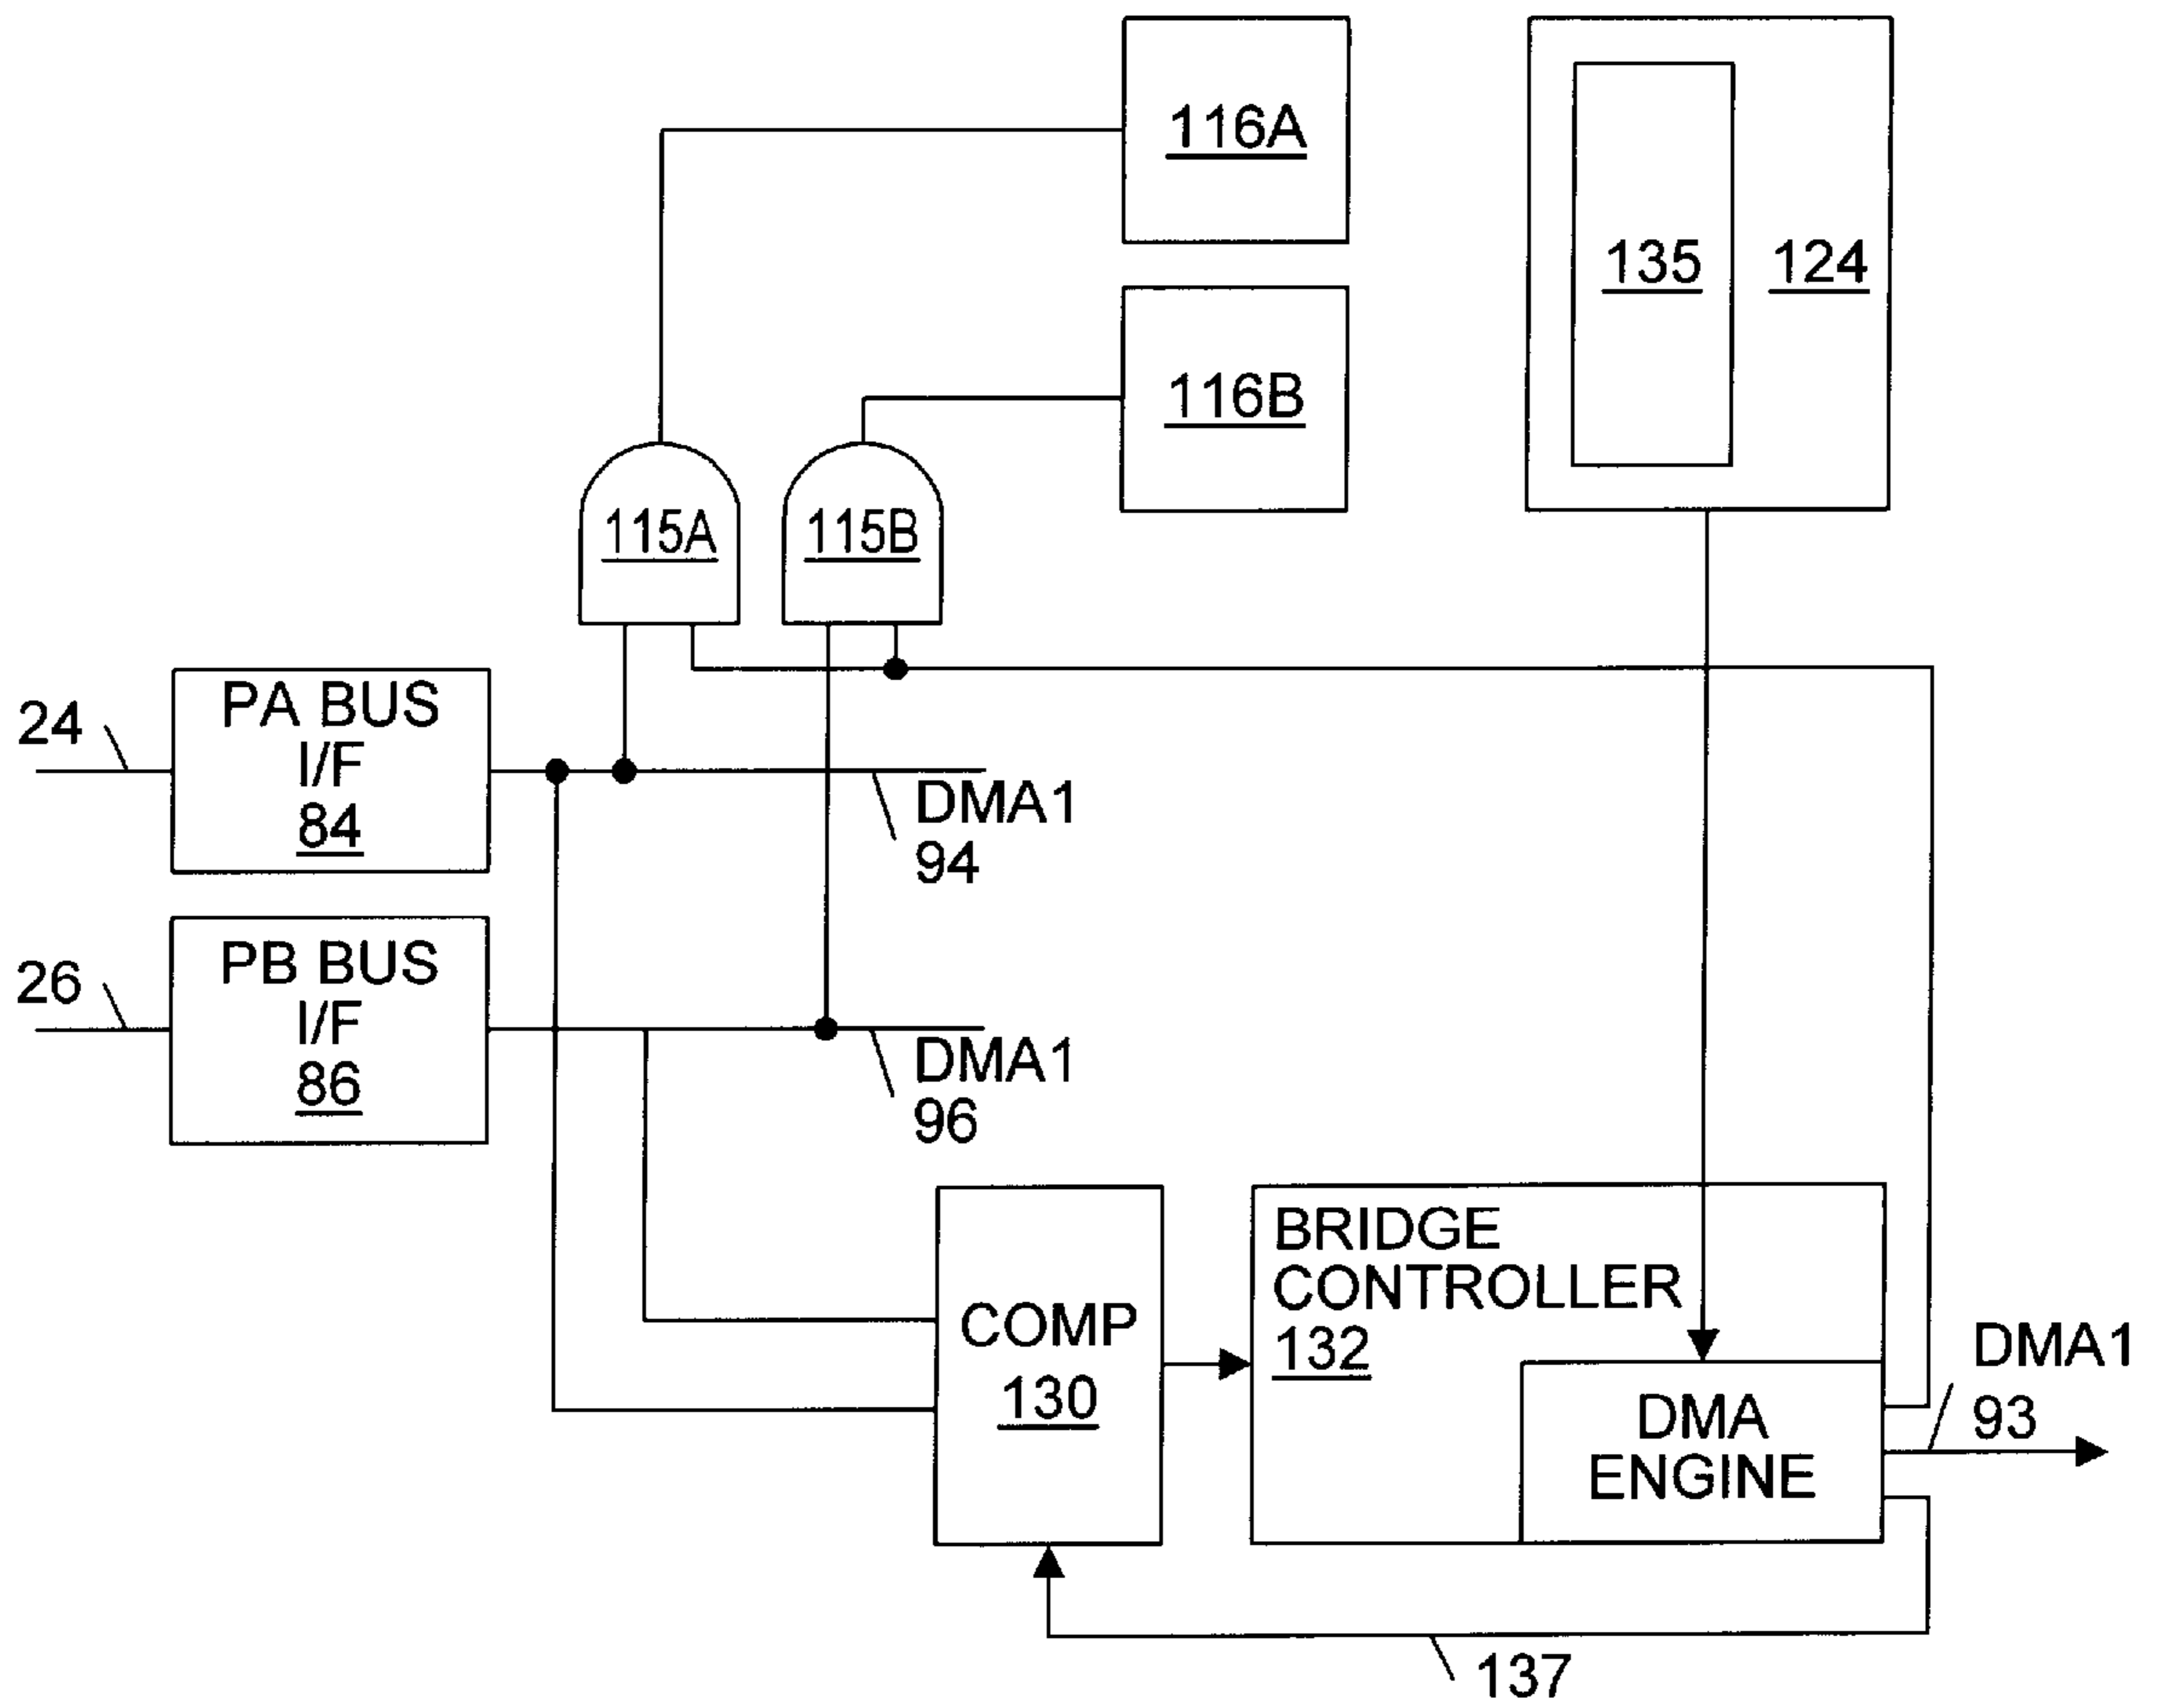 116A
135
124
116B
115A
115B
24
PA BUS
I/F
84
DMA1
94
26
PB BUS
I/F
86
DMA1
96
BRIDGE
CONTROLLER
132
COMP
130
DMA
ENGINE
DMA1
93
137